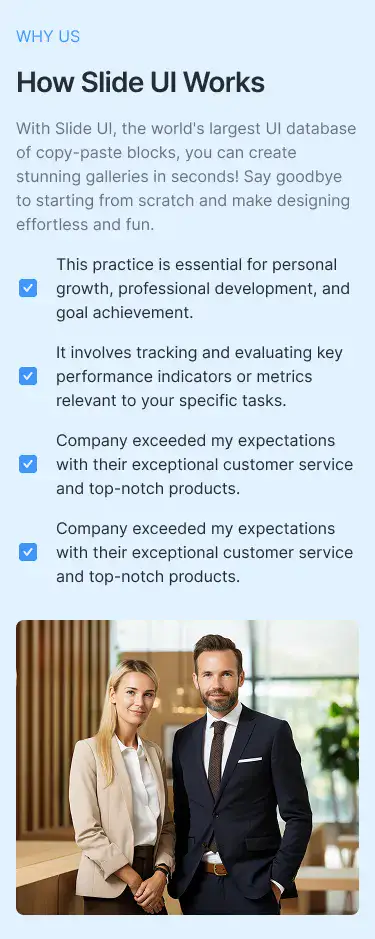 WHY US
How Slide UI Works
With Slide UI, the world's largest UI database
of copy-paste blocks, you can create
stunning galleries in seconds! Say goodbye
to starting from scratch and make designing
effortless and fun.
This practice is essential for personal
growth, professional development, and
goal achievement.
It involves tracking and evaluating key
performance indicators or metrics
relevant to your specific tasks.
Company exceeded my expectations
with their exceptional customer service
and top-notch products.
Company exceeded my expectations
with their exceptional customer service
and top-notch products.